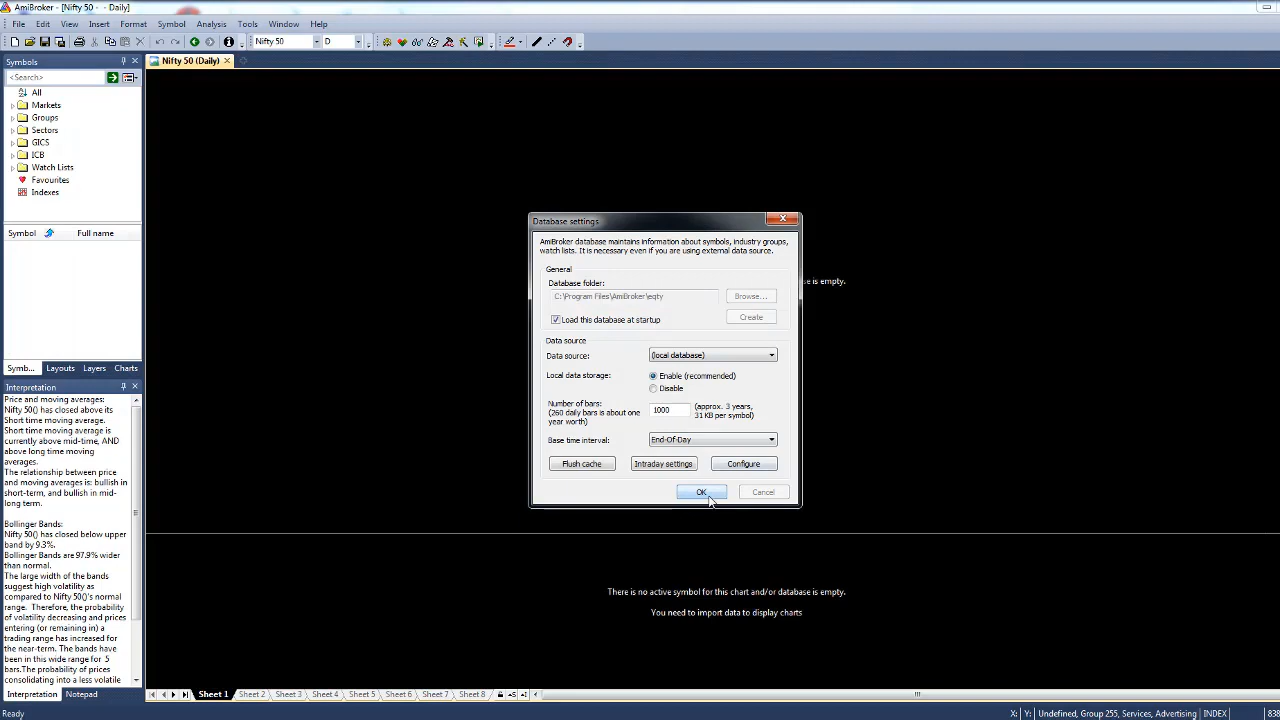 AmiBroker - [Nifty 50 - - Daily]
File Edit View Insert Format Symbol Analysis Tools Window Help
Nifty 50 D
Symbols
Nifty 50 (Daily)
<Search>
All
Markets
Groups
Sectors
GICS
ICB
Watch Lists
Favourites
Indexes
Symbol Full name
Symb... Layouts Layers Charts
Interpretation
Price and moving averages:
Nifty 50() has closed above its
Short time moving average.
Short time moving average is
currently above mid-time, AND
above long time moving
averages.
The relationship between price
and moving averages is: bullish in
short-term, and bullish in mid-
long term.
Bollinger Bands:
Nifty 50() has closed below upper
band by 9.3%.
Bollinger Bands are 97.9% wider
than normal.
The large width of the bands
suggest high volatility as
compared to Nifty 50()'s normal
range. Therefore, the probability
of volatility decreasing and prices
entering (or remaining in) a
trading range has increased for
the near-term. The bands have
been in this wide range for 5
bars.The probability of prices
consolidating into a less volatile
Interpretation Notepad
Database settings
AmiBroker database maintains information about symbols, industry groups,
watch lists. It is necessary even if you are using external data source.
General
Database folder:
C:\Program Files\AmiBroker\eqty Browse...
Load this database at startup Create
Data source
Data source: (local database)
Local data storage: Enable (recommended)
Disable
Number of bars:
(260 daily bars is about one
year worth)
1000
(approx. 3 years,
31 KB per symbol)
Base time interval: End-Of-Day
Flush cache Intraday settings Configure
OK Cancel
e is empty.
There is no active symbol for this chart and/or database is empty.
You need to import data to display charts
Sheet 1 Sheet 2 Sheet 3 Sheet 4 Sheet 5 Sheet 6 Sheet 7 Sheet 8
Ready
X: Y: Undefined, Group 255, Services, Advertising INDEX 838